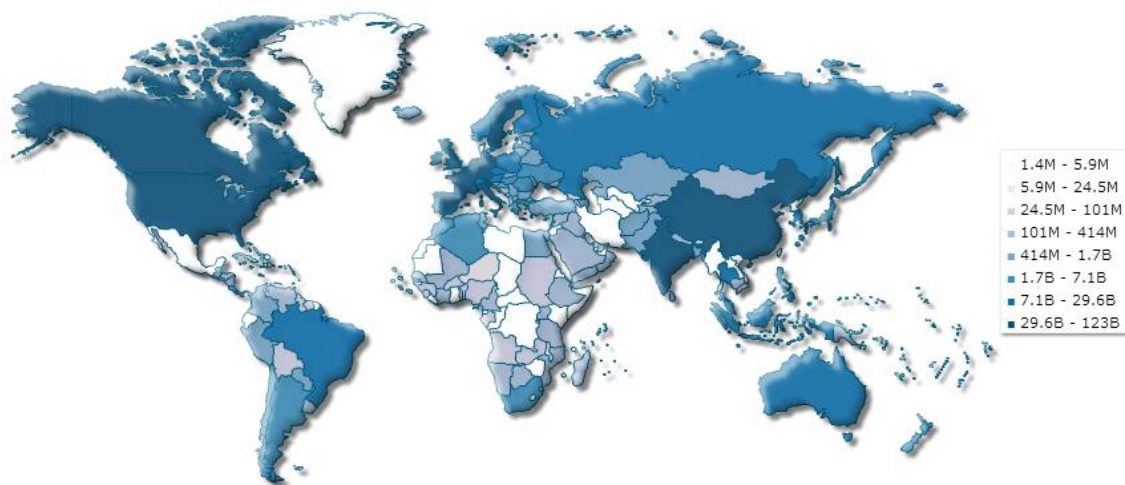 1.4M - 5.9M
5.9M - 24.5M
24.5M - 101M
101M - 414M
414M - 1.7B
1.7B - 7.1B
7.1B - 29.6B
29.6B - 123B